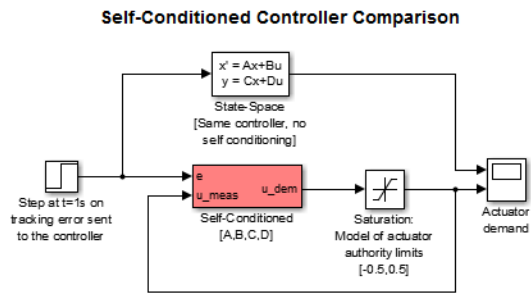 Self-Conditioned Controller Comparison
x' = Ax+Bu
y = Cx+Du
State-Space
[Same controller, no
self conditioning]
Step at t=1s on
tracking error sent
to the controller
e
u_meas
u_dem
Self-Conditioned
[A,B,C,D]
Saturation:
Model of actuator
authority limits
[-0.5,0.5]
Actuator
demand